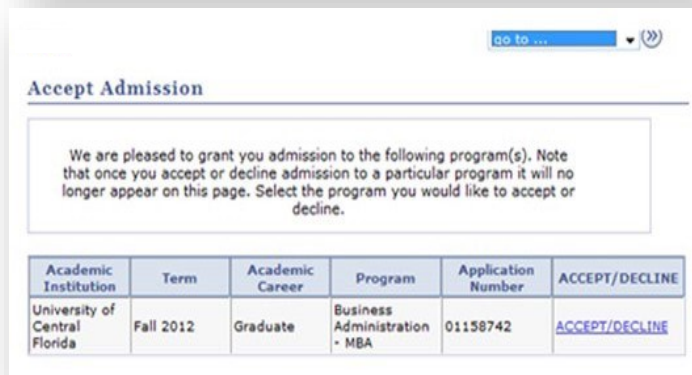 go to ...
Accept Admission
We are pleased to grant you admission to the following program(s). Note
that once you accept or decline admission to a particular program it will no
longer appear on this page. Select the program you would like to accept or
decline.
Academic Institution Term Academic Career Program Application Number ACCEPT/DECLINE
University of Central Florida Fall 2012 Graduate Business Administration - MBA 01158742 ACCEPT/DECLINE